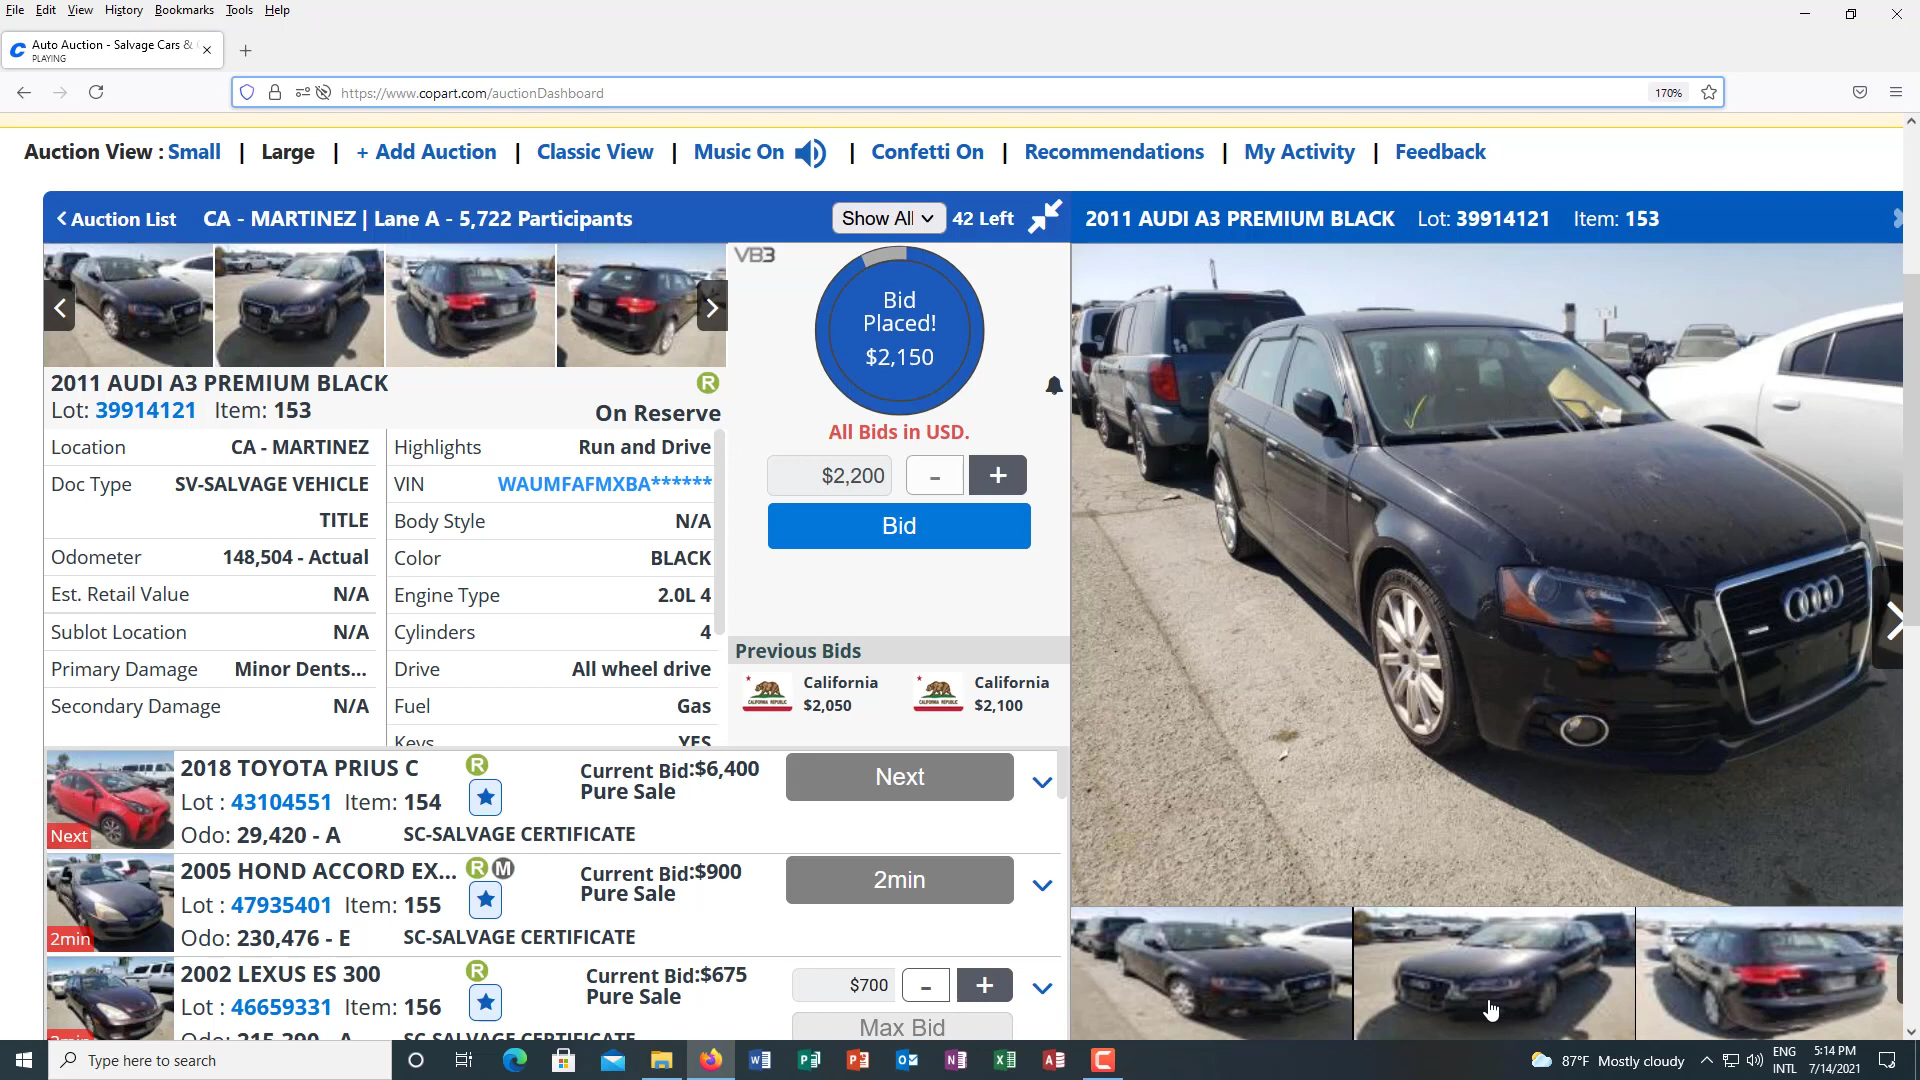 File Edit View History Bookmarks Tools Help
Auto Auction - Salvage Cars &
PLAYING
https://www.copart.com/auctionDashboard 170%
Auction View : Small | Large | + Add Auction | Classic View | Music On | Confetti On | Recommendations | My Activity | Feedback
Auction List CA - MARTINEZ | Lane A - 5,722 Participants Show All 42 Left
2011 AUDI A3 PREMIUM BLACK Lot: 39914121 Item: 153
VB3
Bid
Placed!
$2,150
2011 AUDI A3 PREMIUM BLACK R
Lot: 39914121 Item: 153 On Reserve
All Bids in USD.
Location CA - MARTINEZ
Doc Type SV-SALVAGE VEHICLE
TITLE
Odometer 148,504 - Actual
Est. Retail Value N/A
Sublot Location N/A
Primary Damage Minor Dents...
Secondary Damage N/A
Highlights Run and Drive
VIN WAUMFAFMXBA******
Body Style N/A
Color BLACK
Engine Type 2.0L 4
Cylinders 4
Drive All wheel drive
Fuel Gas
Keys YES
$2,200 - +
Bid
Previous Bids
California
$2,050
California
$2,100
2018 TOYOTA PRIUS C R
Lot : 43104551 Item: 154
Odo: 29,420 - A SC-SALVAGE CERTIFICATE
Current Bid:$6,400
Pure Sale
Next
Next
2005 HOND ACCORD EX... R M
Lot : 47935401 Item: 155
Odo: 230,476 - E SC-SALVAGE CERTIFICATE
Current Bid:$900
Pure Sale
2min
2min
2002 LEXUS ES 300 R
Lot : 46659331 Item: 156
Odo: 215,390 - A SC-SALVAGE CERTIFICATE
Current Bid:$675
Pure Sale
$700 - +
Max Bid
Type here to search
87°F Mostly cloudy
ENG
INTL
5:14 PM
7/14/2021